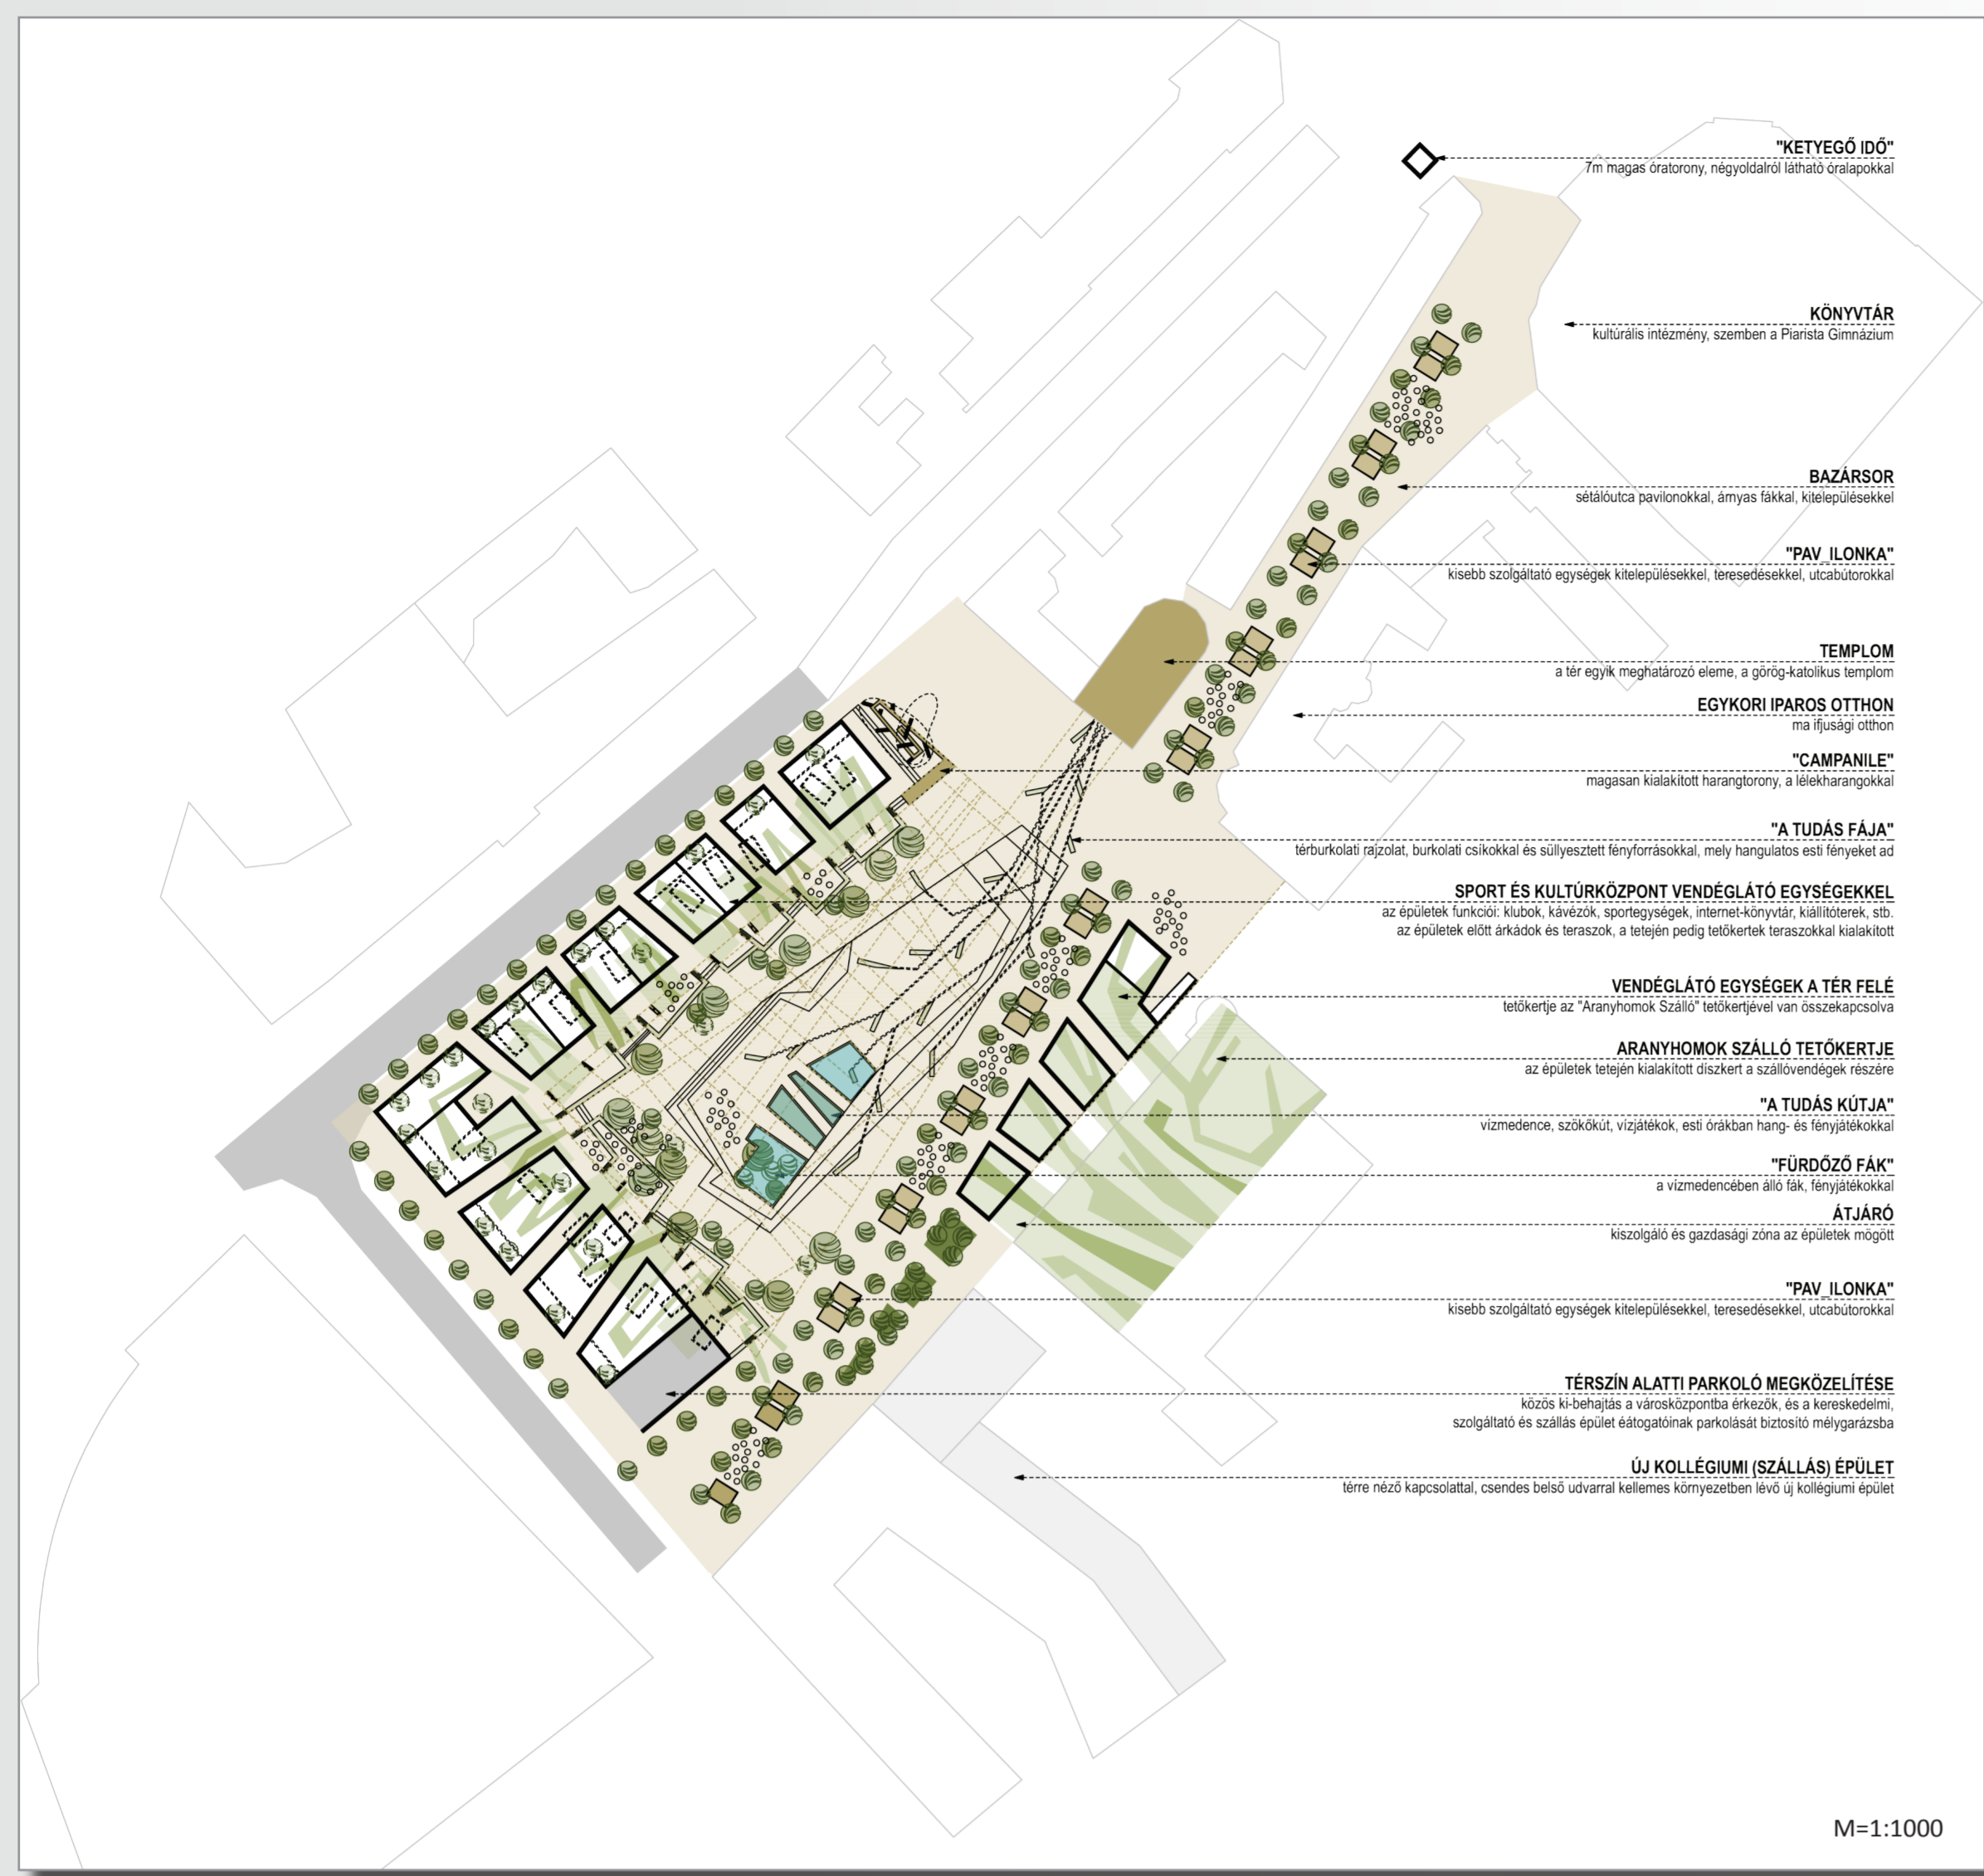 "KETYEGŐ IDŐ"
7m magas óratorony, négyoldalról látható óralapokkal
KÖNYVTÁR
kultúrális intézmény, szemben a Piarista Gimnázium
BAZÁRSOR
sétálóutca pavilonokkal, árnyas fákkal, kitelepülésekkel
"PAV_ILONKA"
kisebb szolgáltató egységek kitelepülésekkel, teresedésekkel, utcabútorokkal
TEMPLOM
a tér egyik meghatározó eleme, a görög-katolikus templom
EGYKORI IPAROS OTTHON
ma ifjusági otthon
"CAMPANILE"
magasan kialakított harangtorony, a lélekharangokkal
"A TUDÁS FÁJA"
térburkolati rajzolat, burkolati csíkokkal és süllyesztett fényforrásokkal, mely hangulatos esti fényeket ad
SPORT ÉS KULTÚRKÖZPONT VENDÉGLÁTÓ EGYSÉGEKKEL
az épületek funkciói: klubok, kávézók, sportegységek, internet-könyvtár, kiállítóterek, stb.
az épületek előtt árkádok és teraszok, a tetején pedig tetőkertek teraszokkal kialakított
VENDÉGLÁTÓ EGYSÉGEK A TÉR FELÉ
tetőkertje az "Aranyhomok Szálló" tetőkertjével van összekapcsolva
ARANYHOMOK SZÁLLÓ TETŐKERTJE
az épületek tetején kialakított díszkert a szállóvendégek részére
"A TUDÁS KÚTJA"
vízmedence, szökőkút, vízjátékok, esti órákban hang- és fényjátékokkal
"FÜRDŐZŐ FÁK"
a vízmedencében álló fák, fényjátékokkal
ÁTJÁRÓ
kiszolgáló és gazdasági zóna az épületek mögött
"PAV_ILONKA"
kisebb szolgáltató egységek kitelepülésekkel, teresedésekkel, utcabútorokkal
TÉRSZÍN ALATTI PARKOLÓ MEGKÖZELÍTÉSE
közös ki-behajtás a városközpontba érkezők, és a kereskedelmi,
szolgáltató és szállás épület éátogatóinak parkolását biztosító mélygarázsba
ÚJ KOLLÉGIUMI (SZÁLLÁS) ÉPÜLET
térre néző kapcsolattal, csendes belső udvarral kellemes környezetben lévő új kollégiumi épület
M=1:1000